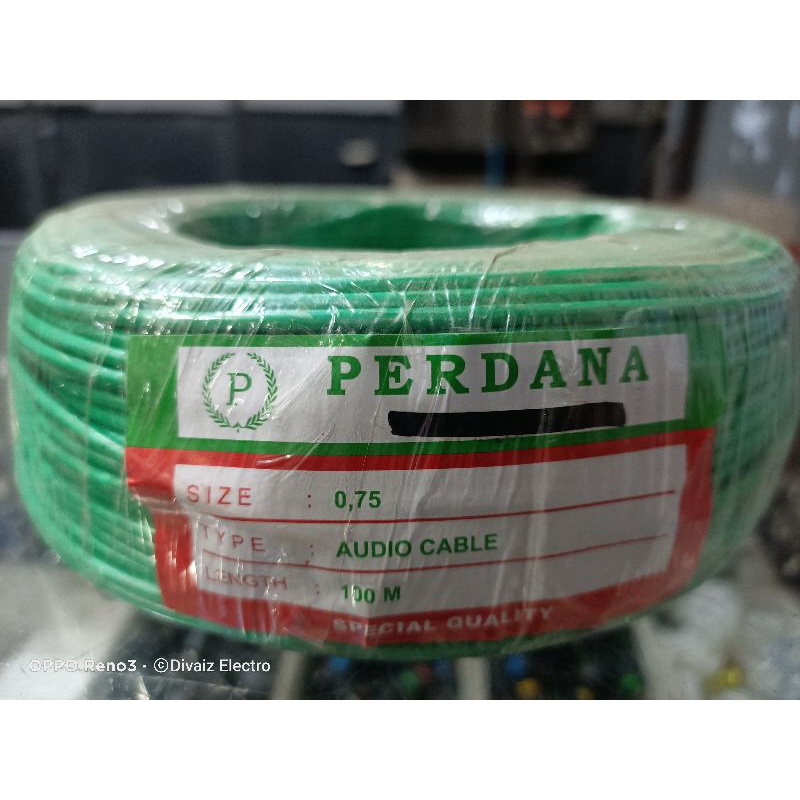 P PERDANA
SIZE : 0,75
TYPE : AUDIO CABLE
LENGTH : 100 M
SPECIAL QUALITY
OPPO Reno3 · ©Divaiz Electro